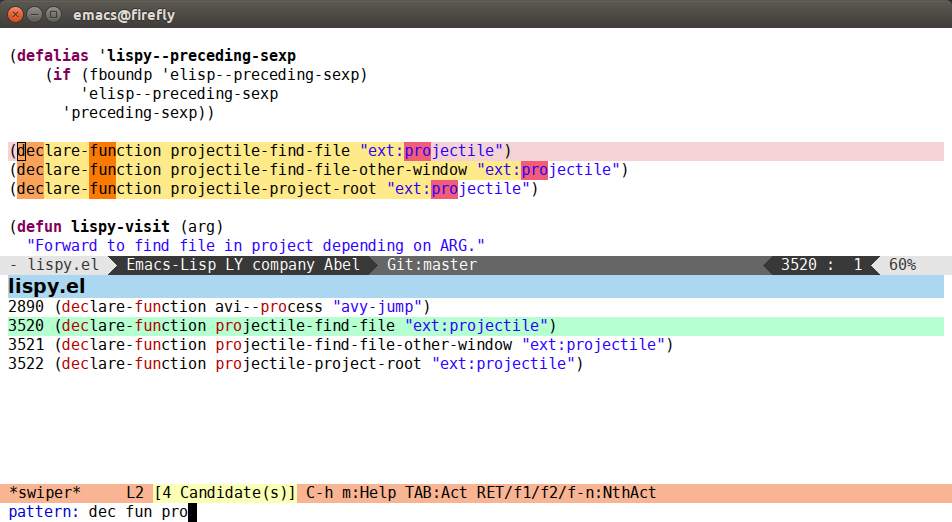 emacs@firefly
(defalias 'lispy--preceding-sexp
    (if (fboundp 'elisp--preceding-sexp)
        'elisp--preceding-sexp
      'preceding-sexp))
(declare-function projectile-find-file "ext:projectile")
(declare-function projectile-find-file-other-window "ext:projectile")
(declare-function projectile-project-root "ext:projectile")
(defun lispy-visit (arg)
  "Forward to find file in project depending on ARG."
- lispy.el Emacs-Lisp LY company Abel Git:master 3520 : 1 60%
lispy.el
2890 (declare-function avi--process "avy-jump")
3520 (declare-function projectile-find-file "ext:projectile")
3521 (declare-function projectile-find-file-other-window "ext:projectile")
3522 (declare-function projectile-project-root "ext:projectile")
*swiper* L2 [4 Candidate(s)] C-h m:Help TAB:Act RET/f1/f2/f-n:NthAct
pattern: dec fun pro